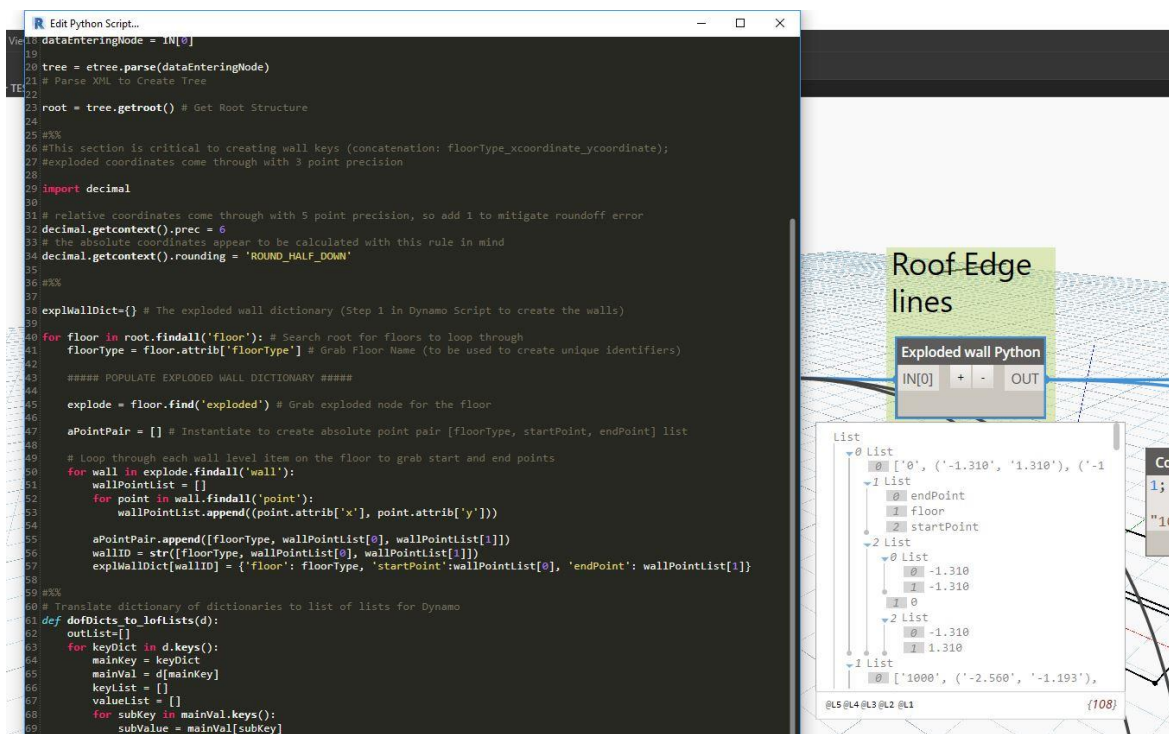 Edit Python Script...
Vie
TE
18 dataEnteringNode = IN[0]
19
20 tree = etree.parse(dataEnteringNode)
21 # Parse XML to Create Tree
22
23 root = tree.getroot() # Get Root Structure
24
25 #%%
26 #This section is critical to creating wall keys (concatenation: floorType_xcoordinate_ycoordinate);
27 #exploded coordinates come through with 3 point precision
28
29 import decimal
30
31 # relative coordinates come through with 5 point precision, so add 1 to mitigate roundoff error
32 decimal.getcontext().prec = 6
33 # the absolute coordinates appear to be calculated with this rule in mind
34 decimal.getcontext().rounding = 'ROUND_HALF_DOWN'
35
36 #%%
37
38 explWallDict={} # The exploded wall dictionary (Step 1 in Dynamo Script to create the walls)
39
40 for floor in root.findall('floor'): # Search root for floors to loop through
41 floorType = floor.attrib['floorType'] # Grab Floor Name (to be used to create unique identifiers)
42
43 ##### POPULATE EXPLODED WALL DICTIONARY #####
44
45 explode = floor.find('exploded') # Grab exploded node for the floor
46
47 aPointPair = [] # Instantiate to create absolute point pair [floorType, startPoint, endPoint] list
48
49 # Loop through each wall level item on the floor to grab start and end points
50 for wall in explode.findall('wall'):
51 wallPointList = []
52 for point in wall.findall('point'):
53 wallPointList.append((point.attrib['x'], point.attrib['y']))
54
55 aPointPair.append([floorType, wallPointList[0], wallPointList[1]])
56 wallID = str([floorType, wallPointList[0], wallPointList[1]])
57 explWallDict[wallID] = {'floor': floorType, 'startPoint':wallPointList[0], 'endPoint': wallPointList[1]}
58
59 #%%
60 # Translate dictionary of dictionaries to list of lists for Dynamo
61 def dofDicts_to_lofLists(d):
62 outList=[]
63 for keyDict in d.keys():
64 mainKey = keyDict
65 mainVal = d[mainKey]
66 keyList = []
67 valueList = []
68 for subKey in mainVal.keys():
69 subValue = mainVal[subKey]
Roof Edge
lines
Exploded wall Python
IN[0] + - OUT
List
0 List
0 ['0', ('-1.310', '1.310'), ('-1
1 List
0 endPoint
1 floor
2 startPoint
2 List
0 List
0 -1.310
1 -1.310
1 0
2 List
0 -1.310
1 1.310
1 List
0 ['1000', ('-2.560', '-1.193'),
@L5 @L4 @L3 @L2 @L1 {108}
Co
1;
"10